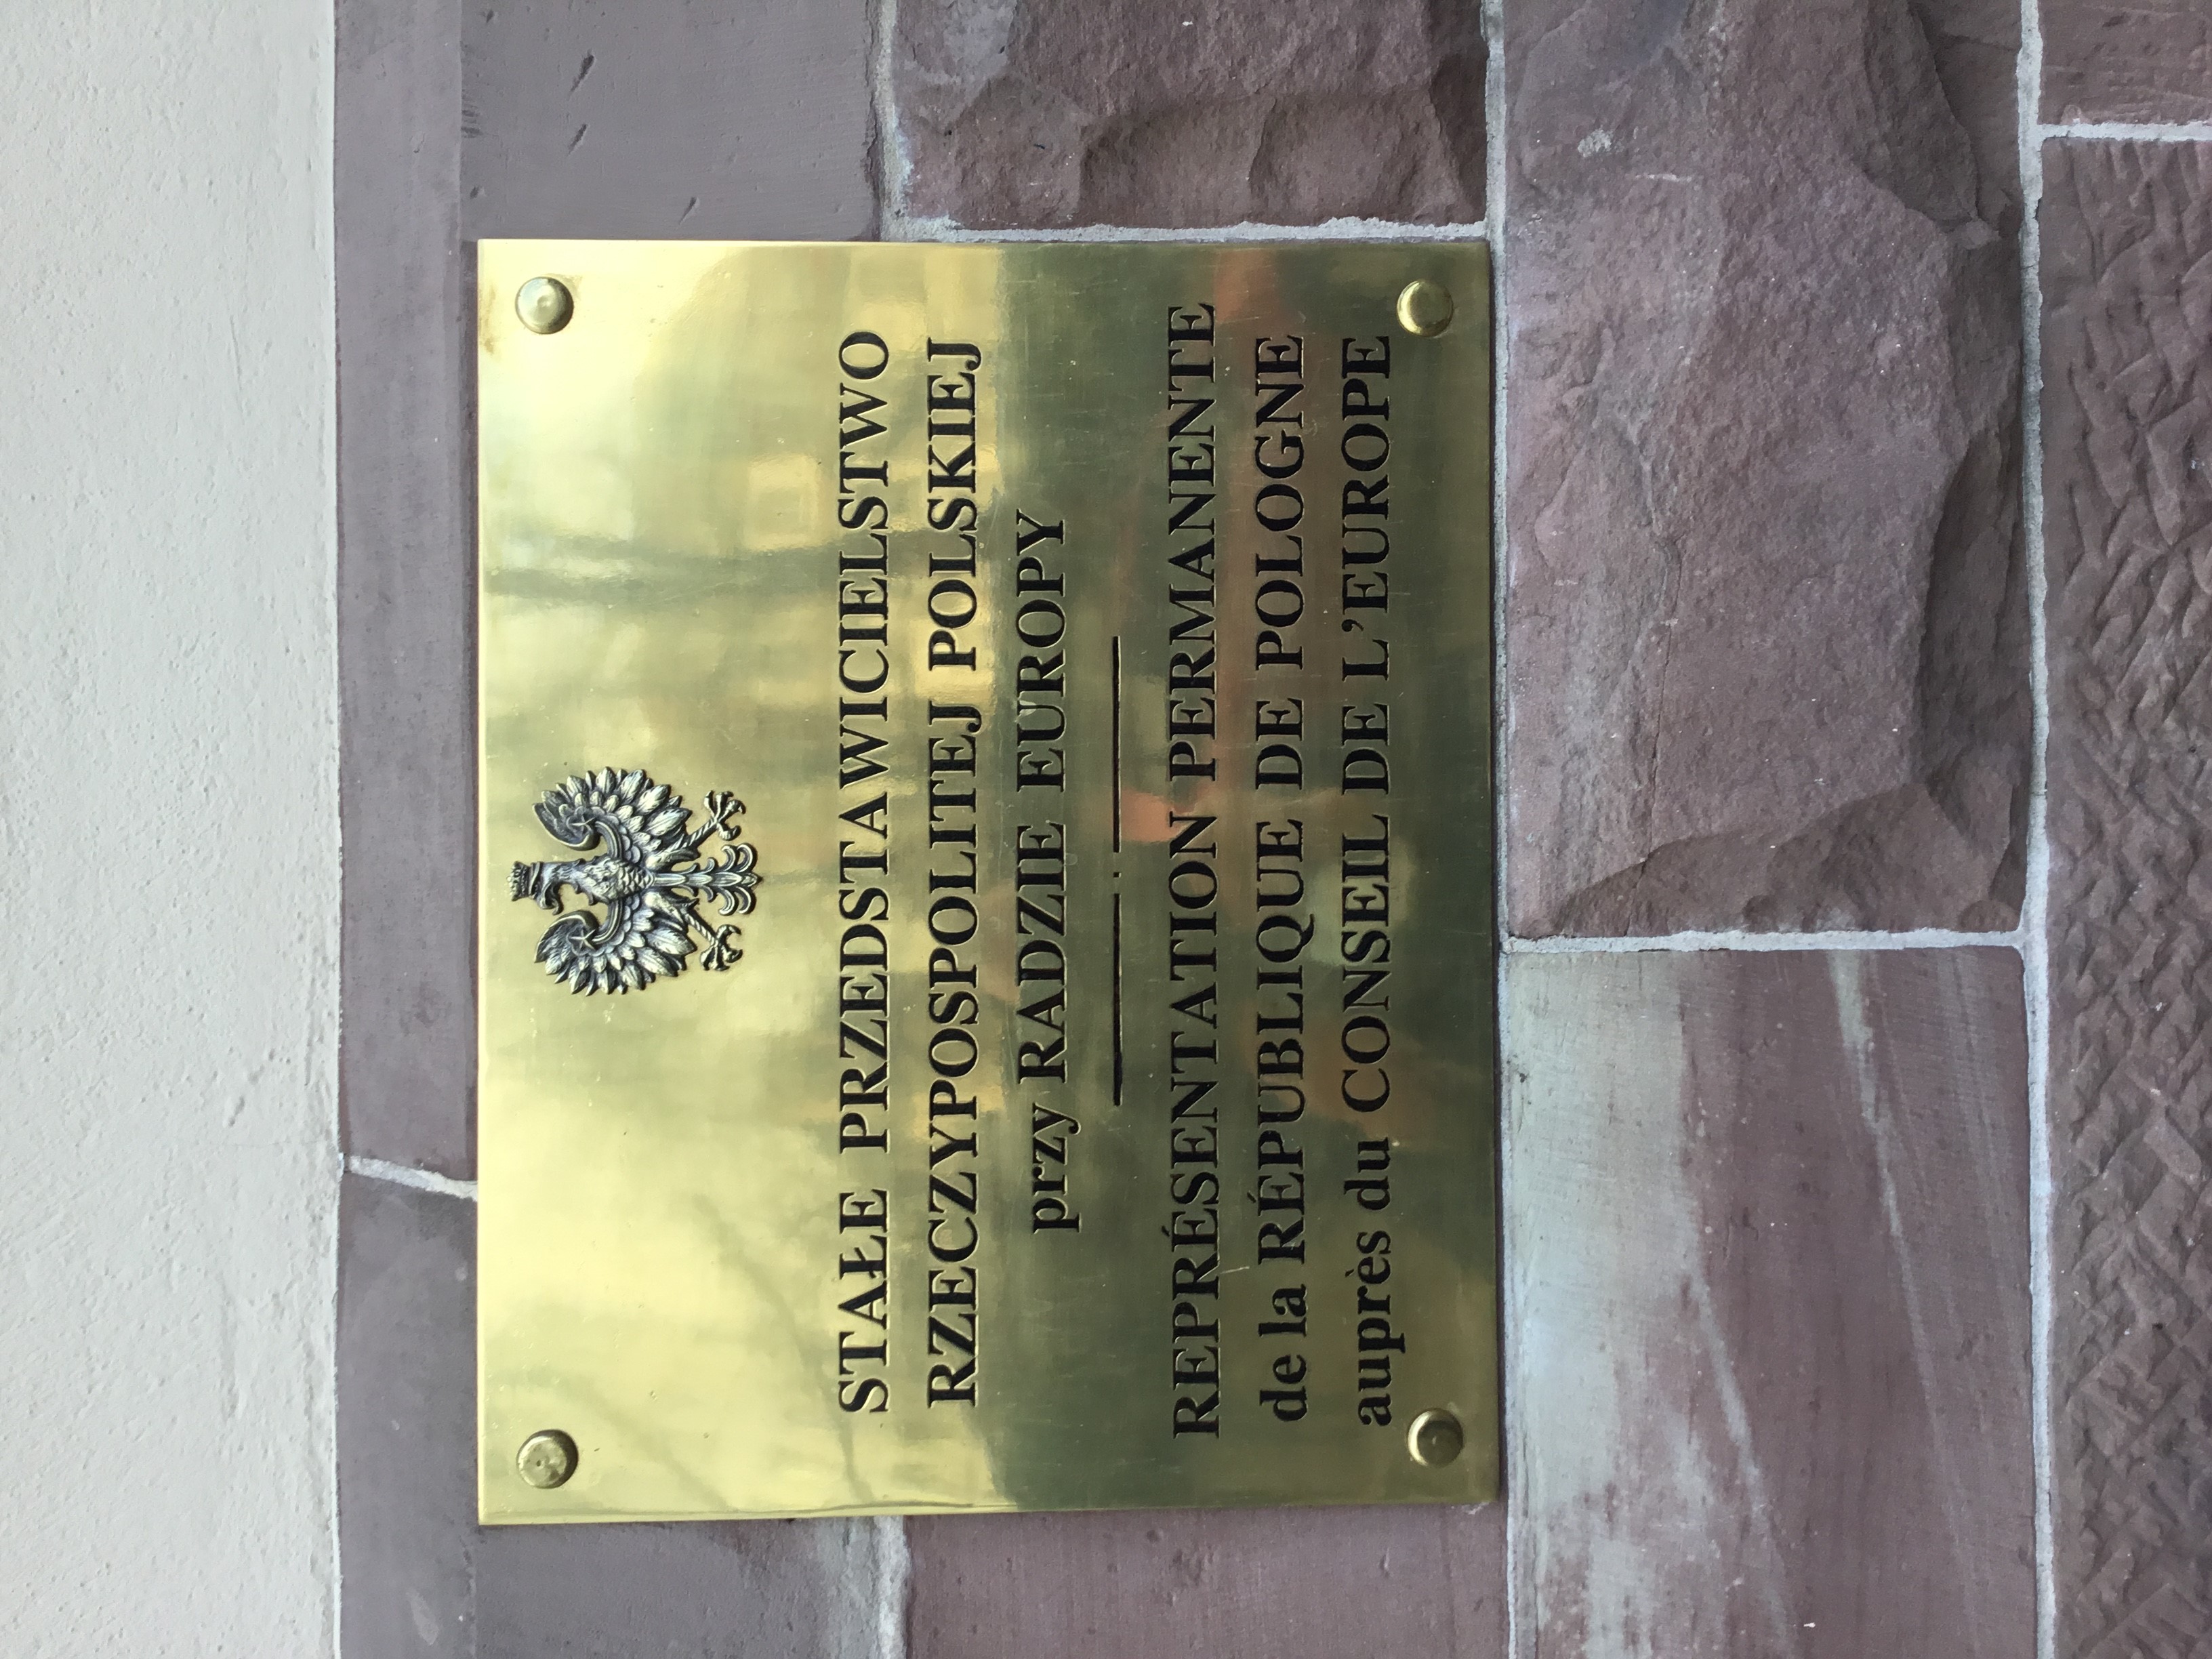 STAŁE PRZEDSTAWICIELSTWO
RZECZYPOSPOLITEJ POLSKIEJ
przy RADZIE EUROPY
REPRÉSENTATION PERMANENTE
de la RÉPUBLIQUE DE POLOGNE
auprès du CONSEIL DE L'EUROPE